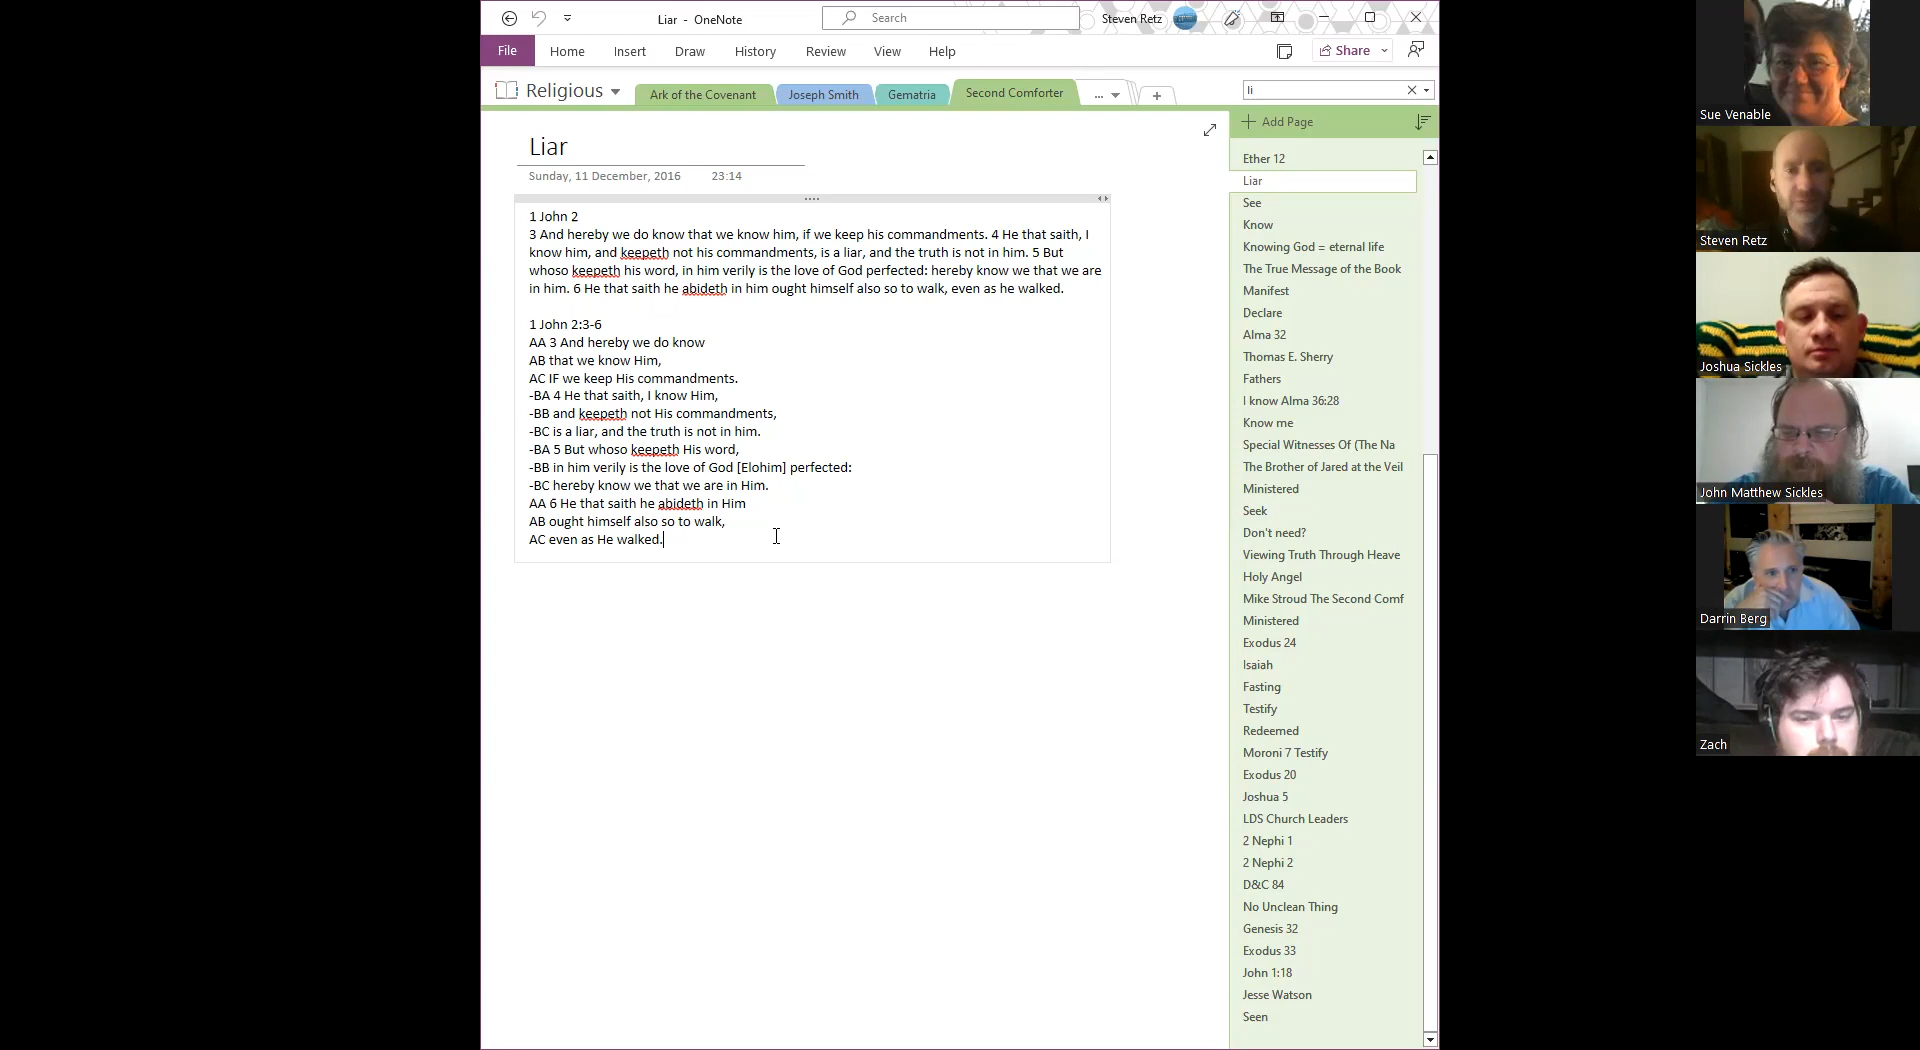 Liar - OneNote
Search
Steven Retz
File
Home
Insert
Draw
History
Review
View
Help
Share
Religious
Ark of the Covenant
Joseph Smith
Gematria
Second Comforter
...
li
Liar
Sunday, 11 December, 2016 23:14
1 John 2
3 And hereby we do know that we know him, if we keep his commandments. 4 He that saith, I
know him, and keepeth not his commandments, is a liar, and the truth is not in him. 5 But
whoso keepeth his word, in him verily is the love of God perfected: hereby know we that we are
in him. 6 He that saith he abideth in him ought himself also so to walk, even as he walked.
1 John 2:3-6
AA 3 And hereby we do know
AB that we know Him,
AC IF we keep His commandments.
-BA 4 He that saith, I know Him,
-BB and keepeth not His commandments,
-BC is a liar, and the truth is not in him.
-BA 5 But whoso keepeth His word,
-BB in him verily is the love of God [Elohim] perfected:
-BC hereby know we that we are in Him.
AA 6 He that saith he abideth in Him
AB ought himself also so to walk,
AC even as He walked.
Add Page
Ether 12
Liar
See
Know
Knowing God = eternal life
The True Message of the Book
Manifest
Declare
Alma 32
Thomas E. Sherry
Fathers
I know Alma 36:28
Know me
Special Witnesses Of (The Na
The Brother of Jared at the Veil
Ministered
Seek
Don't need?
Viewing Truth Through Heave
Holy Angel
Mike Stroud The Second Comf
Ministered
Exodus 24
Isaiah
Fasting
Testify
Redeemed
Moroni 7 Testify
Exodus 20
Joshua 5
LDS Church Leaders
2 Nephi 1
2 Nephi 2
D&C 84
No Unclean Thing
Genesis 32
Exodus 33
John 1:18
Jesse Watson
Seen
Sue Venable
Steven Retz
Joshua Sickles
John Matthew Sickles
Darrin Berg
Zach